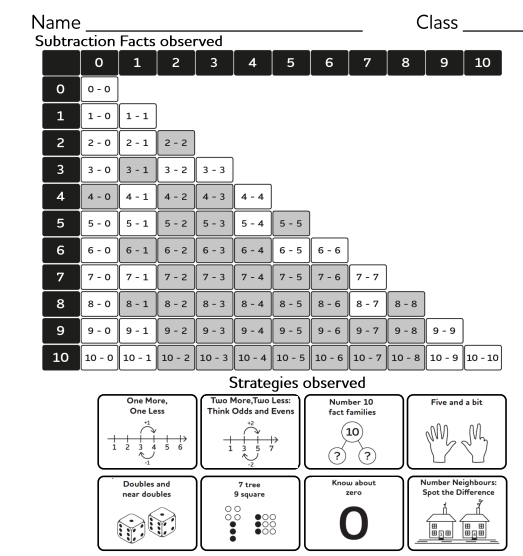 Name Class
Subtraction Facts observed
0 1 2 3 4 5 6 7 8 9 10
0 0 - 0
1 1 - 0 1 - 1
2 2 - 0 2 - 1 2 - 2
3 3 - 0 3 - 1 3 - 2 3 - 3
4 4 - 0 4 - 1 4 - 2 4 - 3 4 - 4
5 5 - 0 5 - 1 5 - 2 5 - 3 5 - 4 5 - 5
6 6 - 0 6 - 1 6 - 2 6 - 3 6 - 4 6 - 5 6 - 6
7 7 - 0 7 - 1 7 - 2 7 - 3 7 - 4 7 - 5 7 - 6 7 - 7
8 8 - 0 8 - 1 8 - 2 8 - 3 8 - 4 8 - 5 8 - 6 8 - 7 8 - 8
9 9 - 0 9 - 1 9 - 2 9 - 3 9 - 4 9 - 5 9 - 6 9 - 7 9 - 8 9 - 9
10 10 - 0 10 - 1 10 - 2 10 - 3 10 - 4 10 - 5 10 - 6 10 - 7 10 - 8 10 - 9 10 - 10
Strategies observed
One More,
One Less
+1
1 2 3 4 5 6
-1
Two More,Two Less:
Think Odds and Evens
+2
1 3 5 7
-2
Number 10
fact families
10
? ?
Five and a bit
Doubles and
near doubles
7 tree
9 square
Know about
zero
0
Number Neighbours:
Spot the Difference